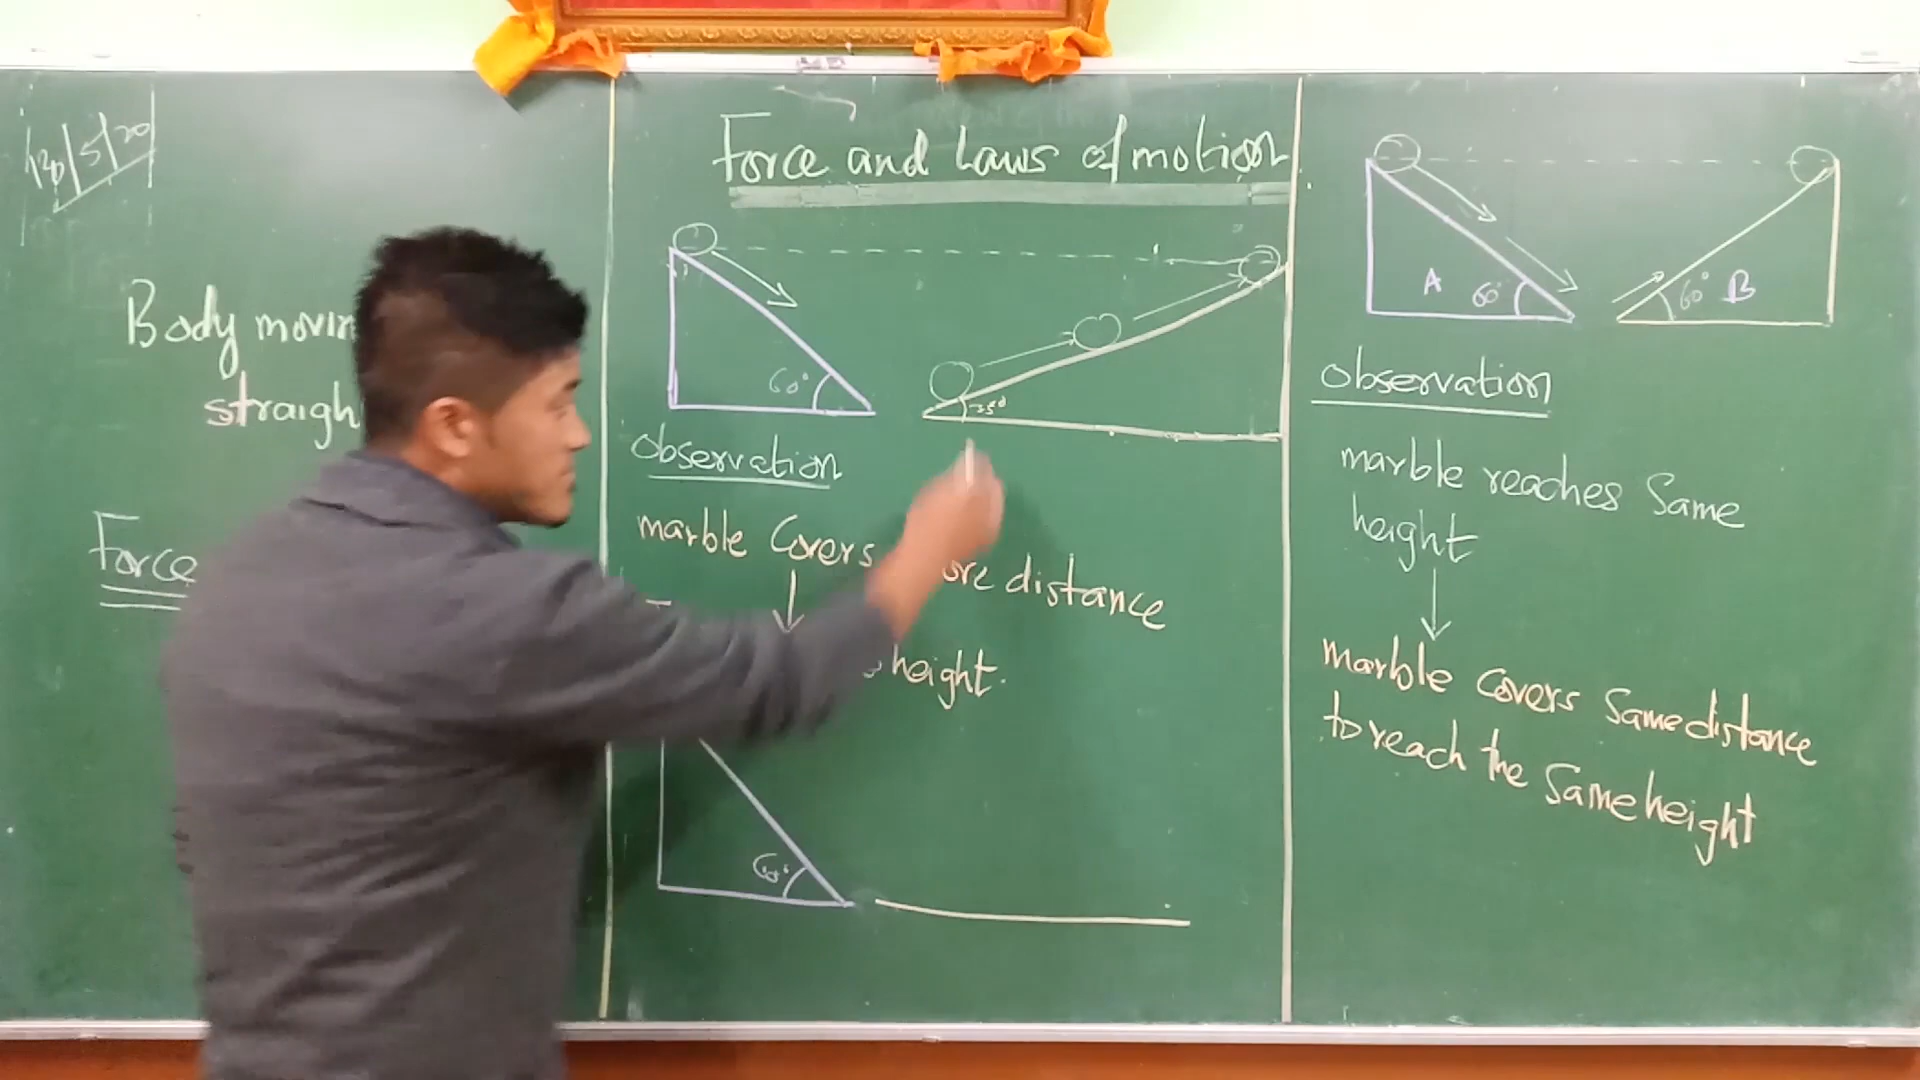 Body movin
straigh
Force
Force and Laws of motion
60°
observation
marble Covers ore distance
height.
60°
A 60°
60° B
observation
marble reaches Same
height
marble Covers Same distance
to reach the Same height